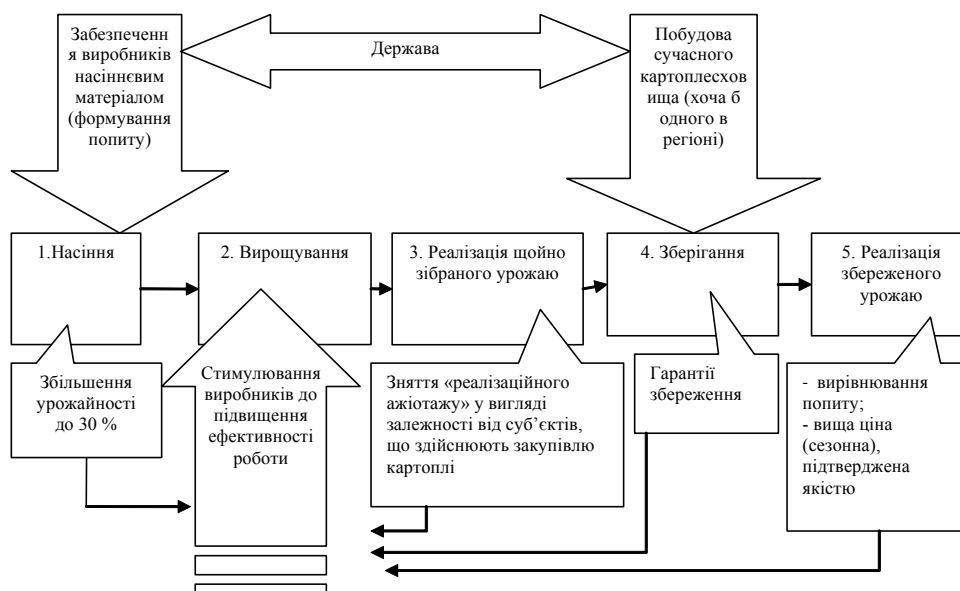 Забезпеченн
я виробників
насіннєвим
матеріалом
(формування
попиту)
Держава
Побудова
сучасного
картоплесхов
ища (хоча б
одного в
регіоні)
1.Насіння
2. Вирощування
3. Реалізація щойно
зібраного урожаю
4. Зберігання
5. Реалізація
збереженого
урожаю
Збільшення
урожайності
до 30 %
Стимулювання
виробників до
підвищення
ефективності
роботи
Зняття «реалізаційного
ажіотажу» у вигляді
залежності від суб’єктів,
що здійснюють закупівлю
картоплі
Гарантії
збереження
- вирівнювання
попиту;
- вища ціна
(сезонна),
підтверджена
якістю